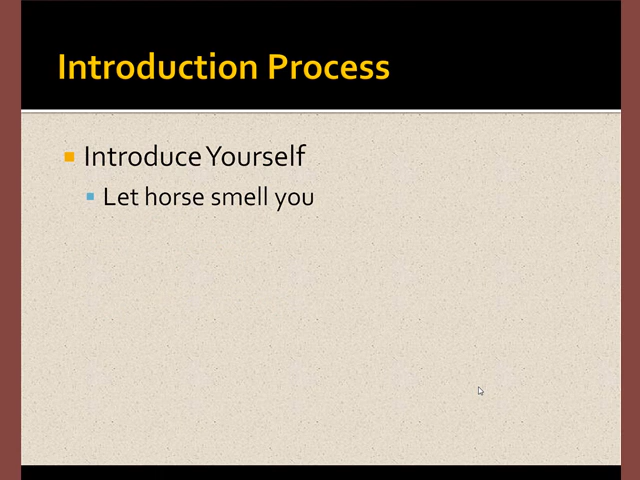 Introduction Process
Introduce Yourself
Let horse smell you